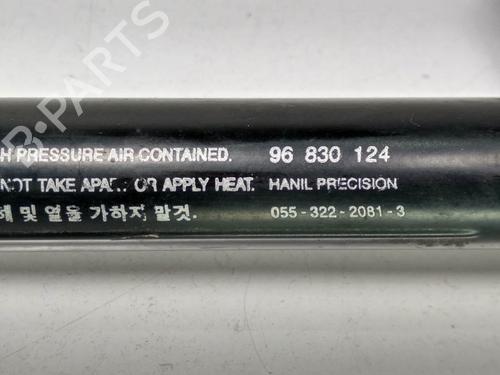 H PRESSURE AIR CONTAINED. 96 830 124
NOT TAKE APA... OR APPLY HEAT. HANIL PRECISION
해 및 열을 가하지 말것. 055-322-2081-3
B-PARTS